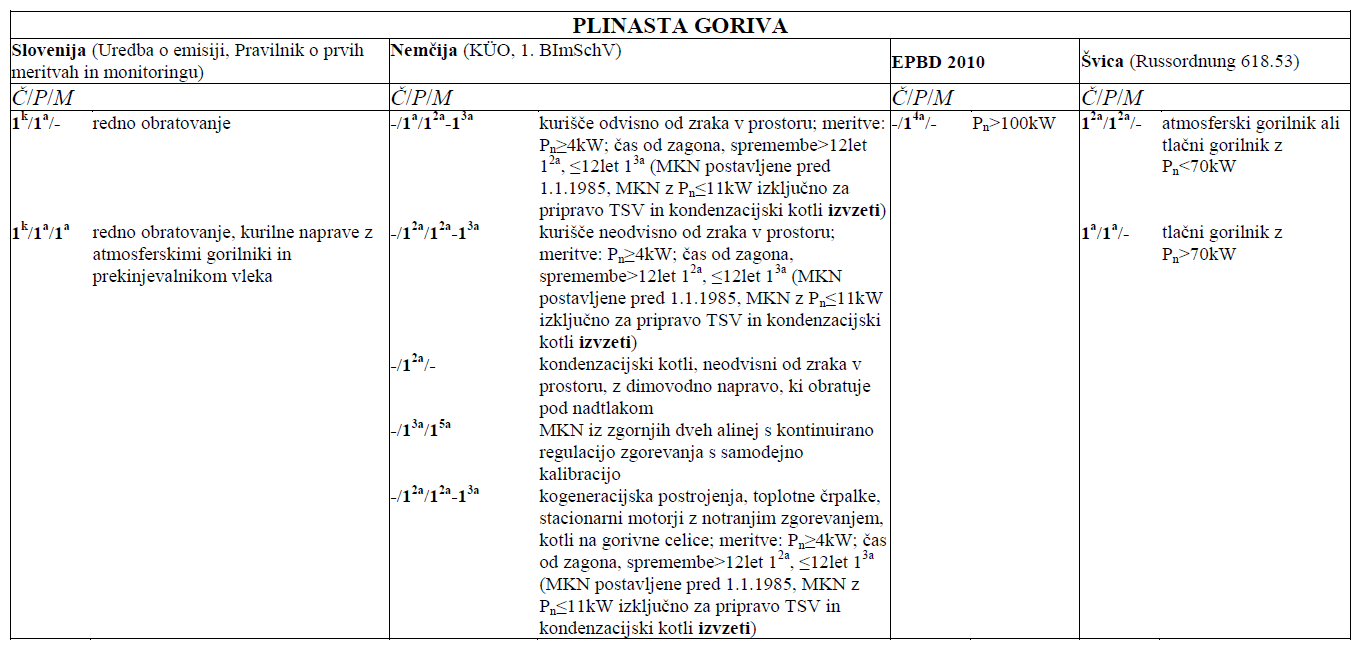 PLINASTA GORIVA
Slovenija (Uredba o emisiji, Pravilnik o prvih
meritvah in monitoringu)
Nemčija (KÜO, 1. BImSchV)
EPBD 2010
Švica (Russordnung 618.53)
Č/P/M
Č/P/M
Č/P/M
Č/P/M
1ᵏ/1ᵃ/-
redno obratovanje
1ᵏ/1ᵃ/1ᵃ
redno obratovanje, kurilne naprave z
atmosferskimi gorilniki in
prekinjevalnikom vleka
-/1ᵃ/1²ᵃ-1³ᵃ
kurišče odvisno od zraka v prostoru; meritve:
Pₙ≥4kW; čas od zagona, spremembe>12let
1²ᵃ, ≤12let 1³ᵃ (MKN postavljene pred
1.1.1985, MKN z Pₙ≤11kW izključno za
pripravo TSV in kondenzacijski kotli izvzeti)
-/1²ᵃ/1²ᵃ-1³ᵃ
kurišče neodvisno od zraka v prostoru;
meritve: Pₙ≥4kW; čas od zagona,
spremembe>12let 1²ᵃ, ≤12let 1³ᵃ (MKN
postavljene pred 1.1.1985, MKN z Pₙ≤11kW
izključno za pripravo TSV in kondenzacijski
kotli izvzeti)
-/1²ᵃ/-
kondenzacijski kotli, neodvisni od zraka v
prostoru, z dimovodno napravo, ki obratuje
pod nadtlakom
-/1³ᵃ/1⁵ᵃ
MKN iz zgornjih dveh alinej s kontinuirano
regulacijo zgorevanja s samodejno
kalibracijo
-/1²ᵃ/1²ᵃ-1³ᵃ
kogeneracijska postrojenja, toplotne črpalke,
stacionarni motorji z notranjim zgorevanjem,
kotli na gorivne celice; meritve: Pₙ≥4kW; čas
od zagona, spremembe>12let 1²ᵃ, ≤12let 1³ᵃ
(MKN postavljene pred 1.1.1985, MKN z
Pₙ≤11kW izključno za pripravo TSV in
kondenzacijski kotli izvzeti)
-/1⁴ᵃ/-
Pₙ>100kW
1²ᵃ/1²ᵃ/-
atmosferski gorilnik ali
tlačni gorilnik z
Pₙ<70kW
1ᵃ/1ᵃ/-
tlačni gorilnik z
Pₙ>70kW